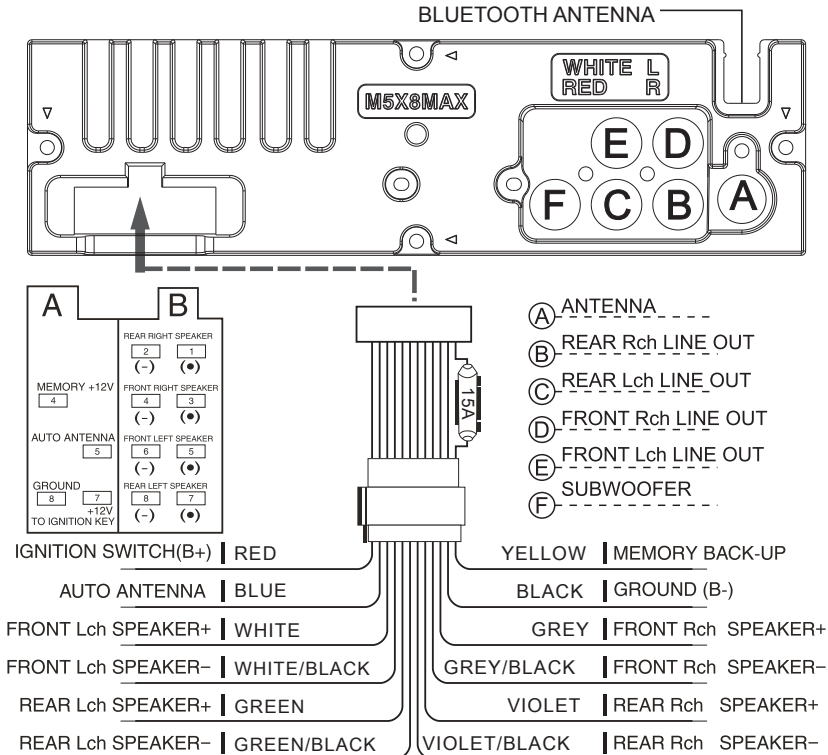 BLUETOOTH ANTENNA
WHITE L
RED R
M5X8MAX
E D
F C B A
A B
REAR RIGHT SPEAKER
2 1
(-) (●)
MEMORY +12V
4
FRONT RIGHT SPEAKER
4 3
(-) (●)
AUTO ANTENNA
5
FRONT LEFT SPEAKER
6 5
(-) (●)
GROUND
8 7
+12V
TO IGNITION KEY
REAR LEFT SPEAKER
8 7
(-) (●)
15A
A ANTENNA
B REAR Rch LINE OUT
C REAR Lch LINE OUT
D FRONT Rch LINE OUT
E FRONT Lch LINE OUT
F SUBWOOFER
IGNITION SWITCH(B+) RED
AUTO ANTENNA BLUE
FRONT Lch SPEAKER+ WHITE
FRONT Lch SPEAKER− WHITE/BLACK
REAR Lch SPEAKER+ GREEN
REAR Lch SPEAKER− GREEN/BLACK
YELLOW MEMORY BACK-UP
BLACK GROUND (B-)
GREY FRONT Rch SPEAKER+
GREY/BLACK FRONT Rch SPEAKER−
VIOLET REAR Rch SPEAKER+
VIOLET/BLACK REAR Rch SPEAKER−